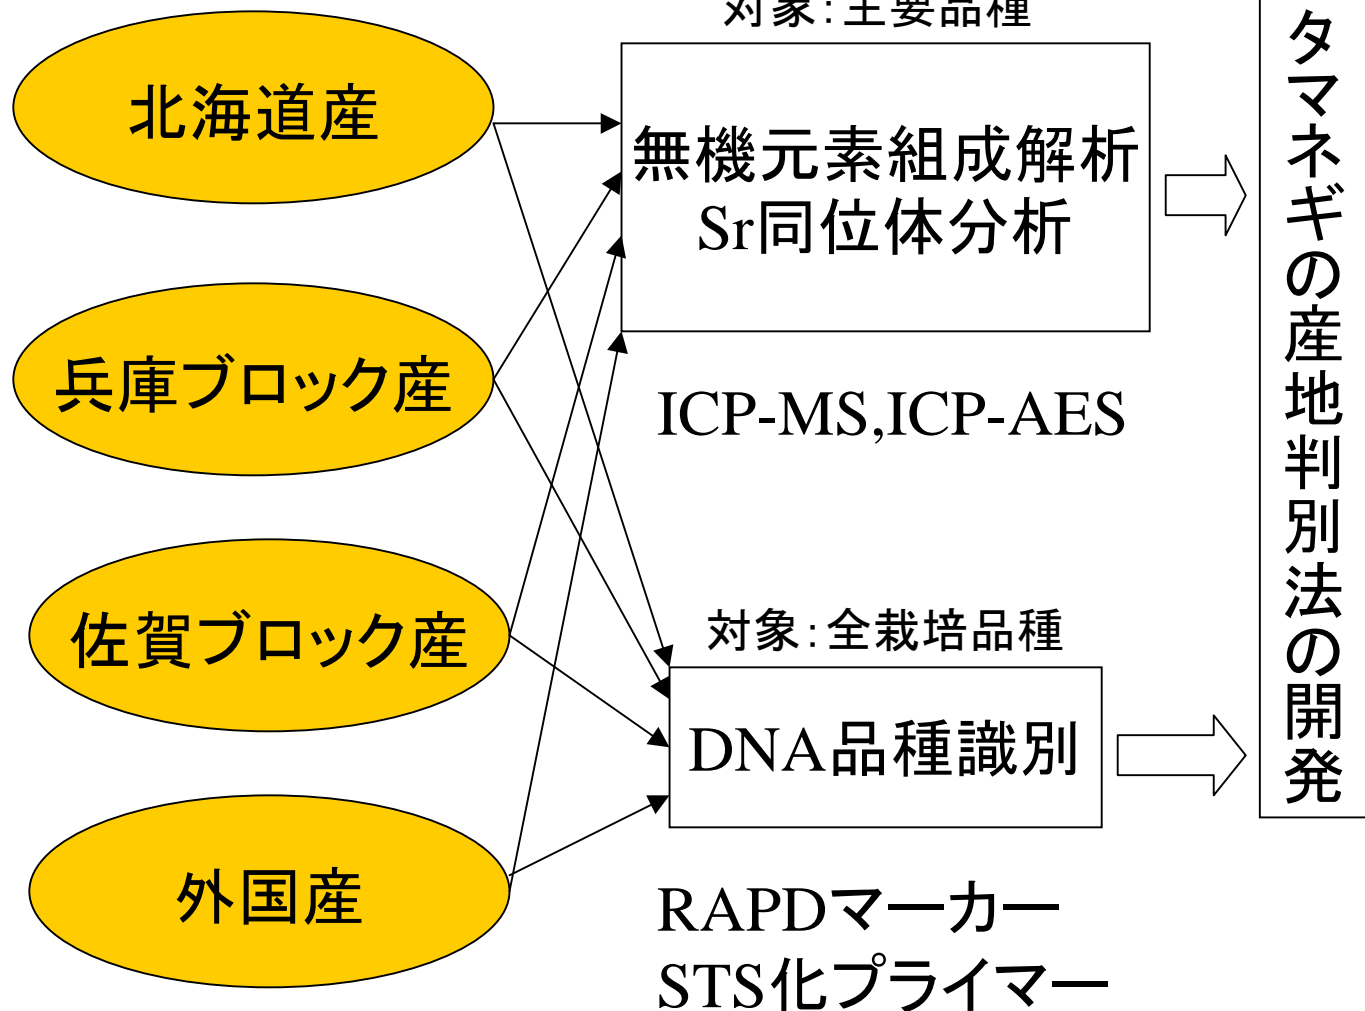 対象：主要品種
北海道産
無機元素組成解析
Sr同位体分析
兵庫ブロック産
ICP-MS,ICP-AES
佐賀ブロック産
対象：全栽培品種
DNA品種識別
外国産
RAPDマーカー
STS化プライマー
タマネギの産地判別法の開発